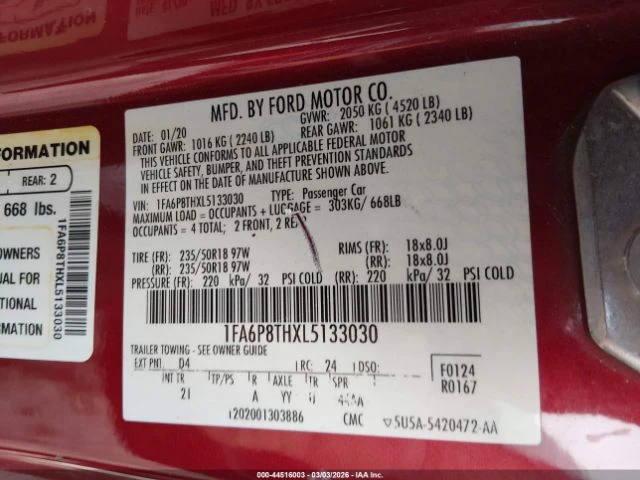 MFD. BY FORD MOTOR CO.
01/20 GVWR: 2050 KG ( 4520 LB)
FRONT GAWR: 1016 KG ( 2240 LB) REAR GAWR: 1061 KG ( 2340 LB)
THIS VEHICLE CONFORMS TO ALL APPLICABLE FEDERAL MOTOR
VEHICLE SAFETY, BUMPER, AND THEFT PREVENTION STANDARDS
IN EFFECT ON THE DATE OF MANUFACTURE SHOWN ABOVE.
VIN: 1FA6P8THXL5133030 TYPE: Passenger Car
MAXIMUM LOAD = OCCUPANTS + LUGGAGE = 303KG/ 668LB
OCCUPANTS = 4 TOTAL; 2 FRONT, 2 REAR
TIRE (FR): 235/50R18 97W RIMS (FR): 18x8.0J
(RR): 235/50R18 97W (RR): 18x8.0J
PRESSURE (FR): 220 kPa/ 32 PSI COLD (RR): 220 kPa/ 32 PSI COLD
1FA6P8THXL5133030
TRAILER TOWING - SEE OWNER GUIDE
EXT PNT: D4 RC: 24 DSO: F0124
INT TR TP/PS R AXLE TR SPR R0167
21 A YY
CMC 5U5A-5420472-AA
FORMATION
REAR: 2
668 lbs.
OWNERS
UAL FOR
TIONAL
MATION
1FA6P8THXL5133030
000-44516003 - 03/03/2026 - IAA Inc.